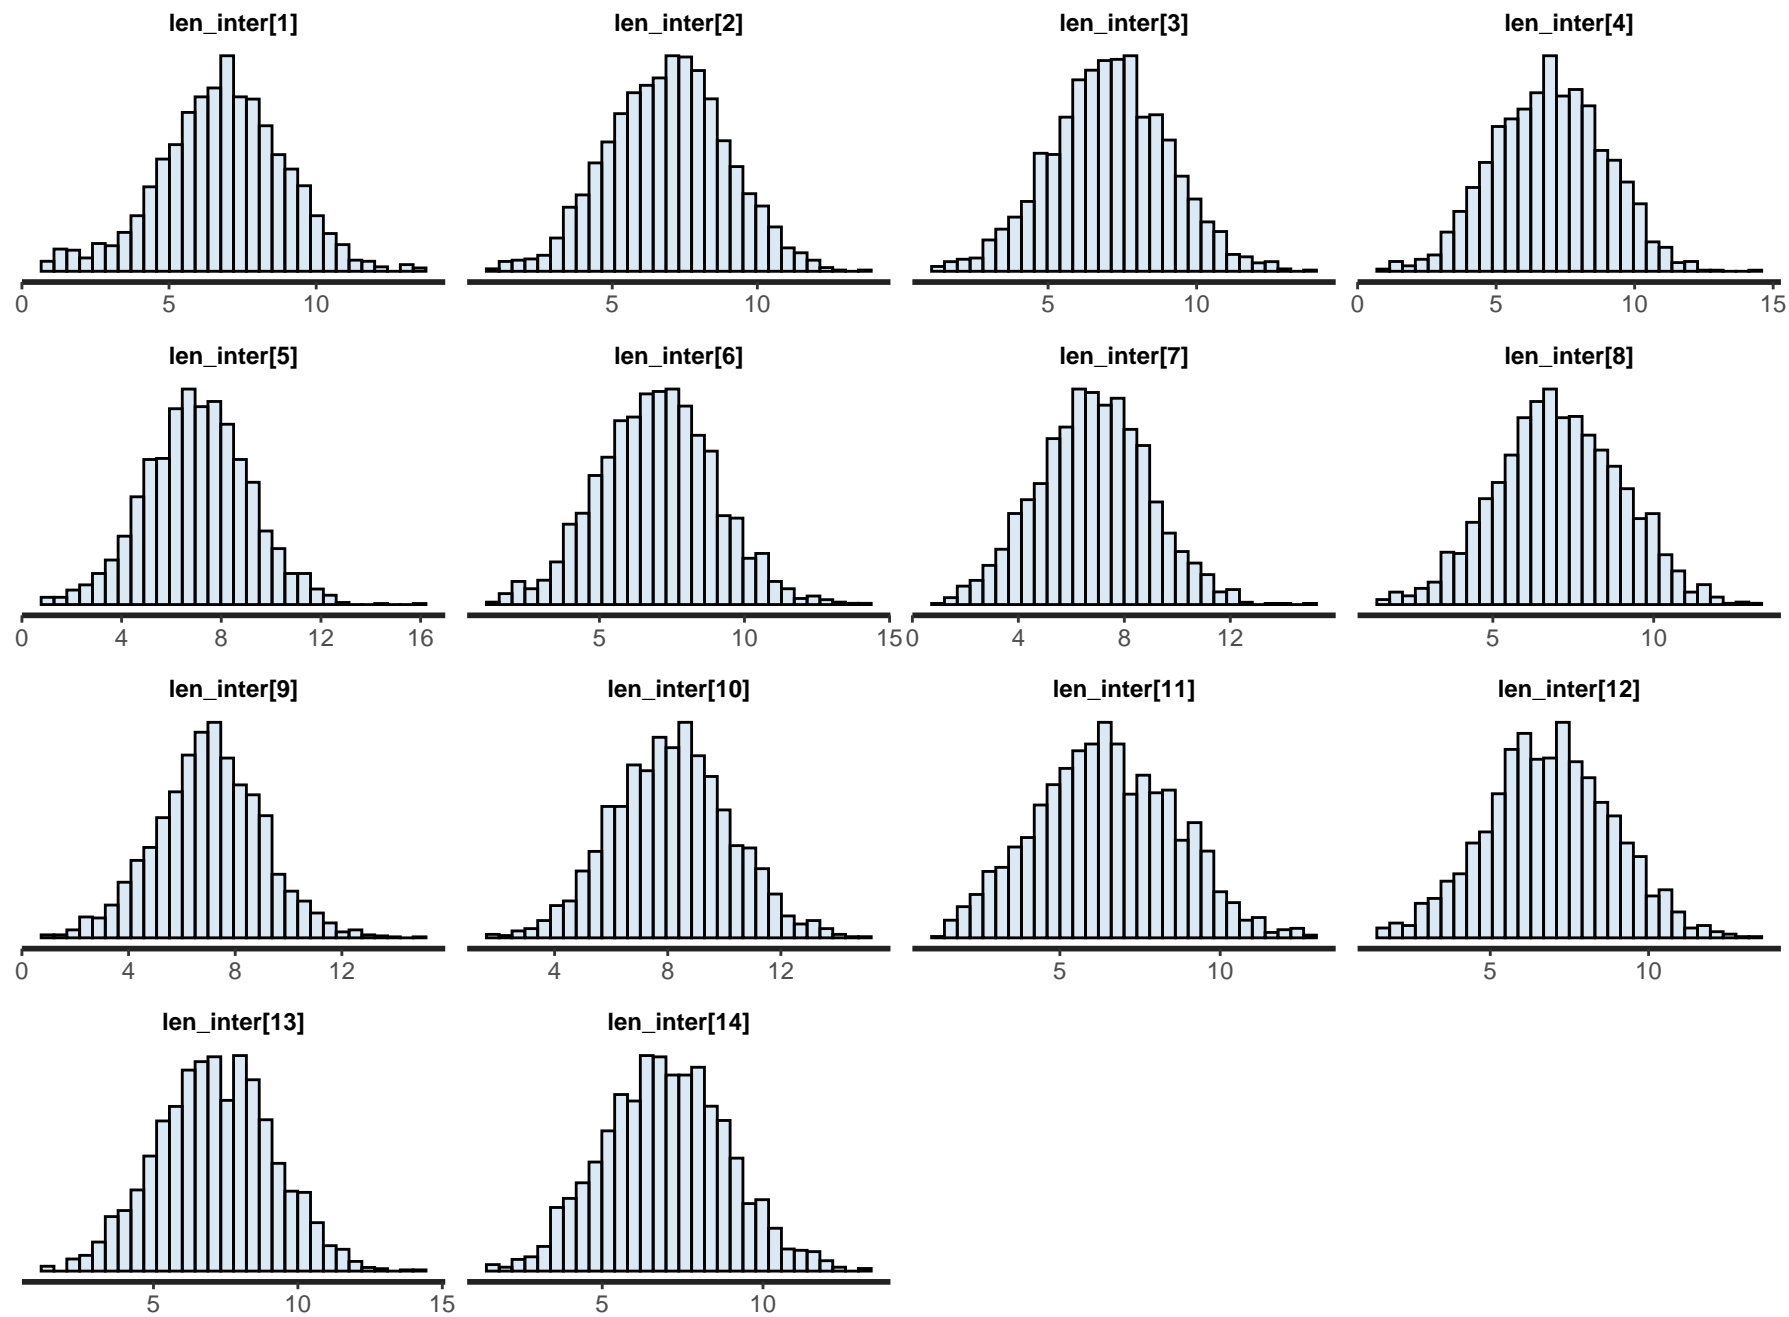 len_inter[1] len_inter[2] len_inter[3] len_inter[4]
0 5 10 5 10 5 10 0 5 10 15
len_inter[5] len_inter[6] len_inter[7] len_inter[8]
0 4 8 12 16 5 10 15 0 4 8 12 5 10
len_inter[9] len_inter[10] len_inter[11] len_inter[12]
0 4 8 12 4 8 12 5 10 5 10
len_inter[13] len_inter[14]
5 10 15 5 10